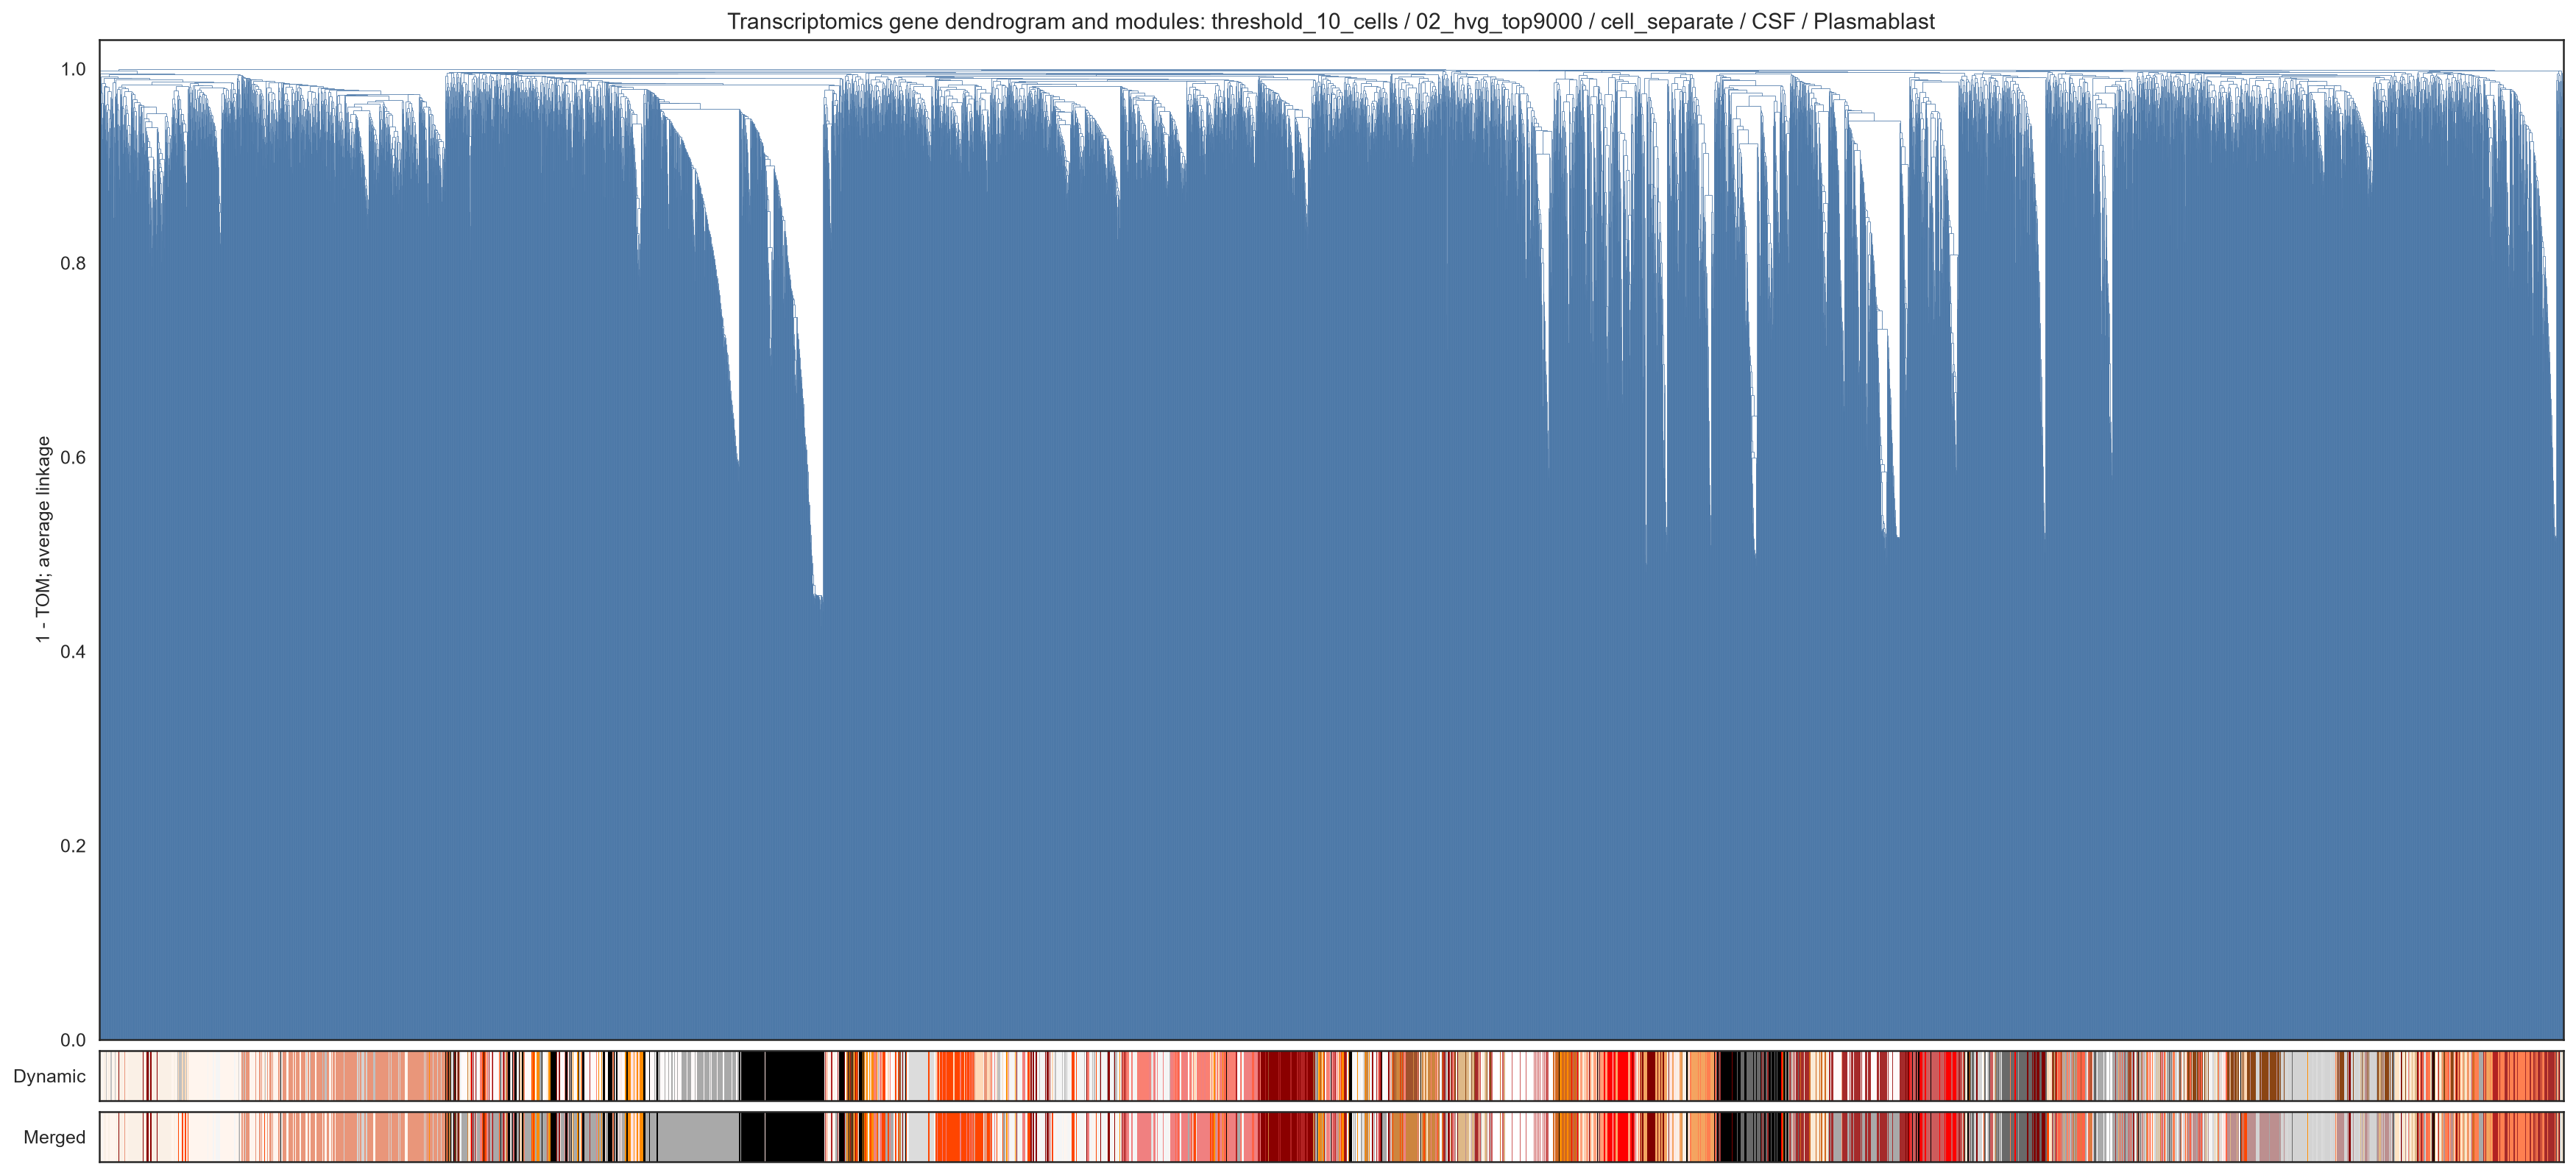 Transcriptomics gene dendrogram and modules: threshold_10_cells / 02_hvg_top9000 / cell_separate / CSF / Plasmablast
1.0
0.8
0.6
0.4
0.2
0.0
1 - TOM; average linkage
Dynamic
Merged